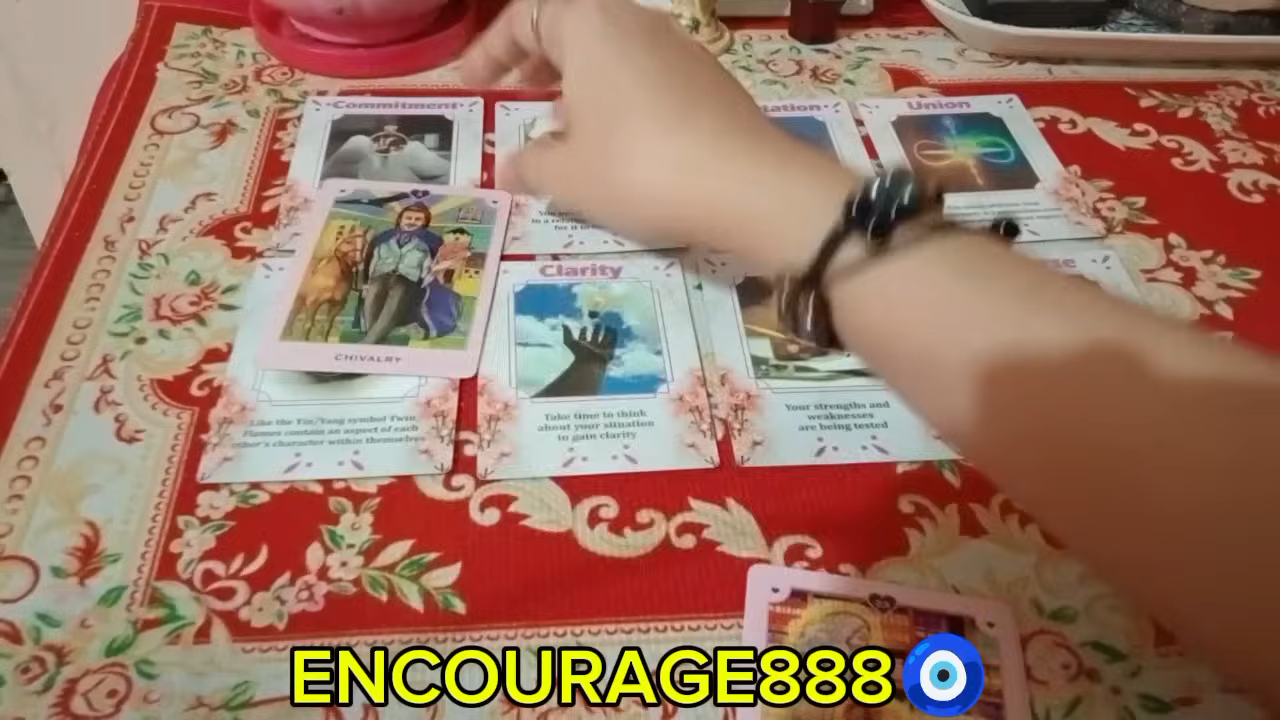 Commitment
Union
CHIVALRY
Clarity
Like the Yin/Yang symbol Twin
Flames contain an aspect of each
other's character within themselves
Take time to think
about your situation
to gain clarity
Your strengths and
weaknesses
are being tested
ENCOURAGE888